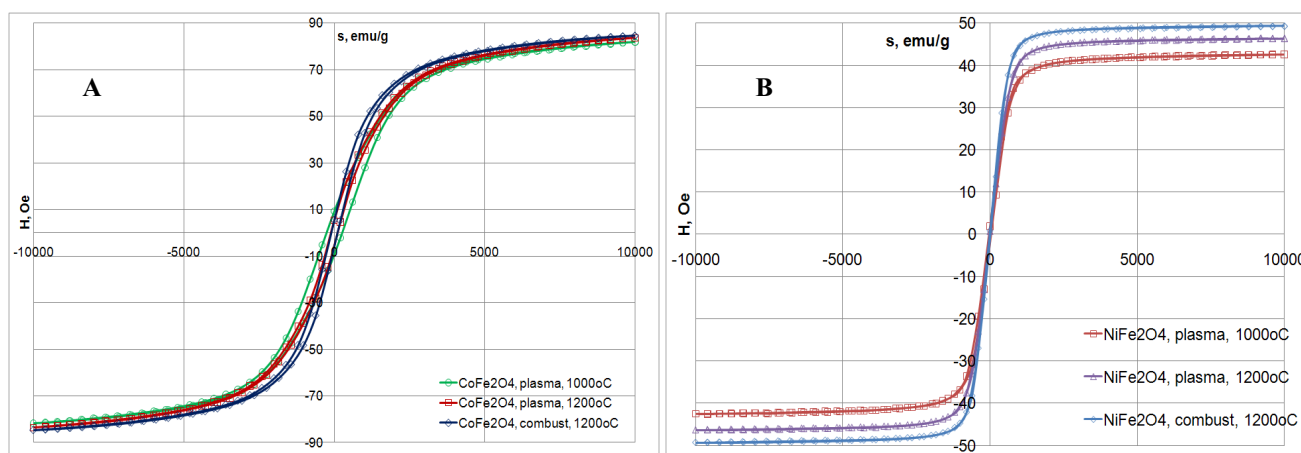 90
s, emu/g
70
A
50
30
10
H, Oe
-10000
-5000
-10
0
5000
10000
-30
-50
-70
-90
CoFe2O4, plasma, 1000oC
CoFe2O4, plasma, 1200oC
CoFe2O4, combust, 1200oC
50
s, emu/g
40
B
30
20
10
0
H, Oe
-10000
-5000
0
5000
10000
-10
-20
-30
-40
-50
NiFe2O4, plasma, 1000oC
NiFe2O4, plasma, 1200oC
NiFe2O4, combust, 1200oC